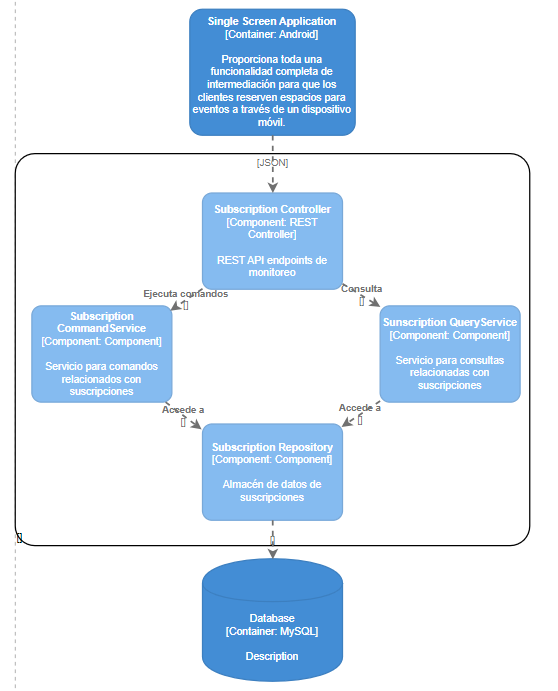 Single Screen Application
[Container: Android]
Proporciona toda una
funcionalidad completa de
intermediación para que los
clientes reserven espacios para
eventos a través de un dispositivo
móvil.
[JSON]
Subscription Controller
[Component: REST
Controller]
REST API endpoints de
monitoreo
Ejecuta comandos
Consulta
Subscription
CommandService
[Component: Component]
Servicio para comandos
relacionados con
suscripciones
Sunscription QueryService
[Component: Component]
Servicio para consultas
relacionadas con
suscripciones
Accede a
Accede a
Subscription Repository
[Component: Component]
Almacén de datos de
suscripciones
Database
[Container: MySQL]
Description